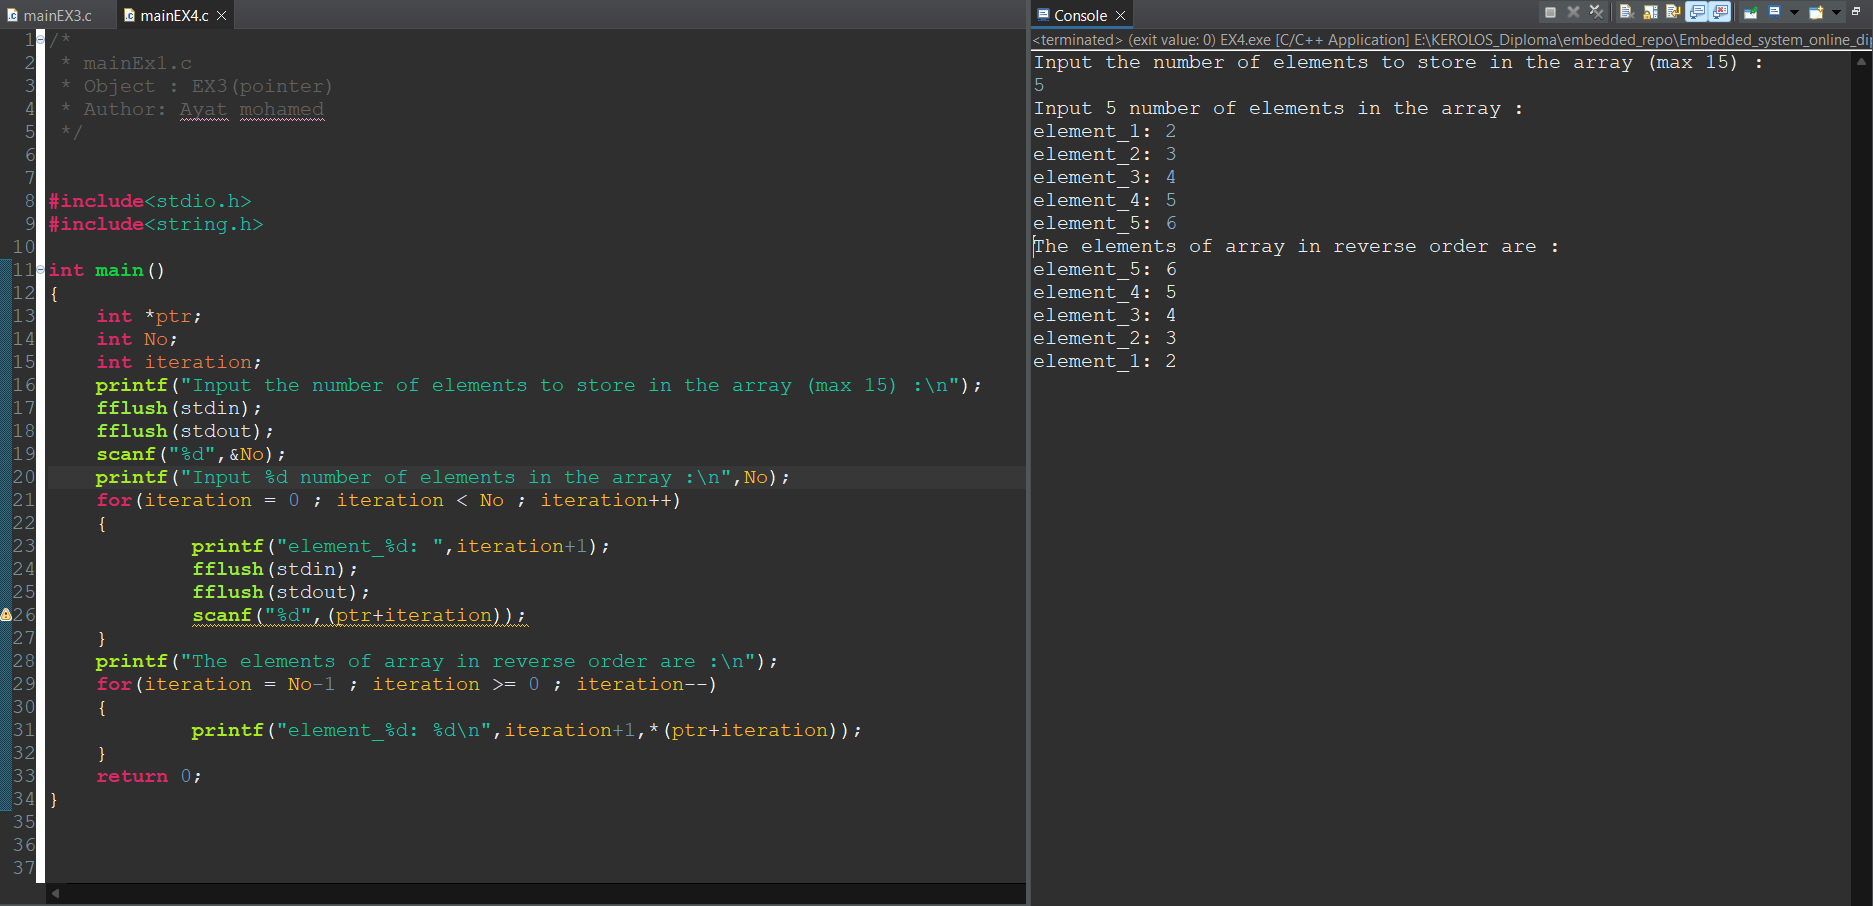 mainEX3.c
mainEX4.c
1 /*
2  * mainEx1.c
3  * Object : EX3(pointer)
4  * Author: Ayat mohamed
5  */
6
7
8 #include<stdio.h>
9 #include<string.h>
10
11 int main()
12 {
13     int *ptr;
14     int No;
15     int iteration;
16     printf("Input the number of elements to store in the array (max 15) :\n");
17     fflush(stdin);
18     fflush(stdout);
19     scanf("%d",&No);
20     printf("Input %d number of elements in the array :\n",No);
21     for(iteration = 0 ; iteration < No ; iteration++)
22     {
23             printf("element_%d: ",iteration+1);
24             fflush(stdin);
25             fflush(stdout);
26             scanf("%d",(ptr+iteration));
27     }
28     printf("The elements of array in reverse order are :\n");
29     for(iteration = No-1 ; iteration >= 0 ; iteration--)
30     {
31             printf("element_%d: %d\n",iteration+1,*(ptr+iteration));
32     }
33     return 0;
34 }
35
36
37
Console
<terminated> (exit value: 0) EX4.exe [C/C++ Application] E:\KEROLOS_Diploma\embedded_repo\Embedded_system_online_di
Input the number of elements to store in the array (max 15) :
5
Input 5 number of elements in the array :
element_1: 2
element_2: 3
element_3: 4
element_4: 5
element_5: 6
The elements of array in reverse order are :
element_5: 6
element_4: 5
element_3: 4
element_2: 3
element_1: 2